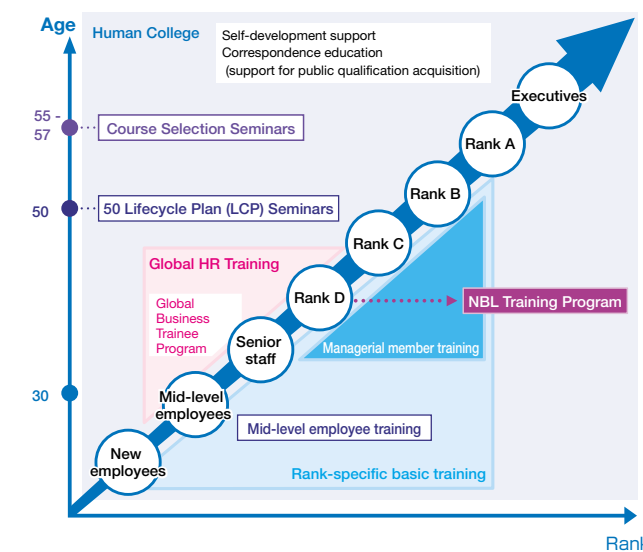 Age
Human College
Self-development support
Correspondence education
(support for public qualification acquisition)
Executives
55 -
57
Course Selection Seminars
Rank A
Rank B
50
50 Lifecycle Plan (LCP) Seminars
Rank C
Global HR Training
Rank D
NBL Training Program
Global
Business
Trainee
Program
Senior
staff
Managerial member training
30
Mid-level
employees
Mid-level employee training
New
employees
Rank-specific basic training
Rank